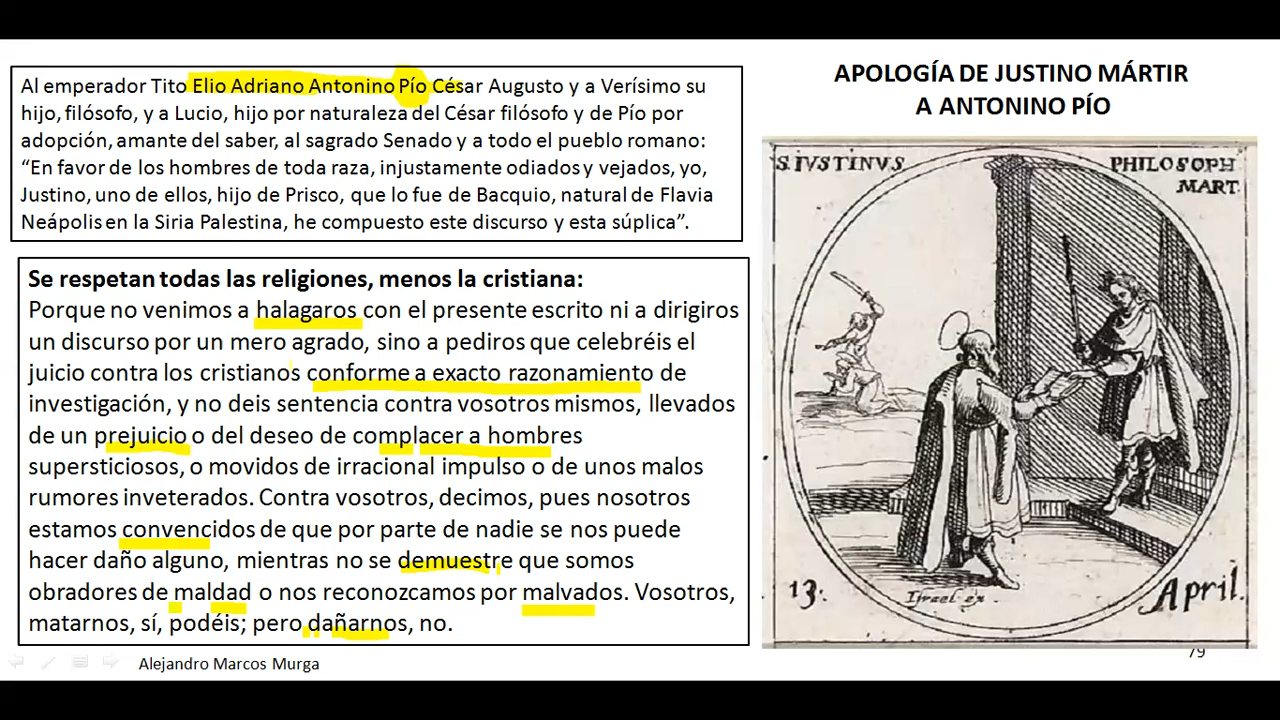 Al emperador Tito Elio Adriano Antonino Pío César Augusto y a Verísimo su
hijo, filósofo, y a Lucio, hijo por naturaleza del César filósofo y de Pío por
adopción, amante del saber, al sagrado Senado y a todo el pueblo romano:
“En favor de los hombres de toda raza, injustamente odiados y vejados, yo,
Justino, uno de ellos, hijo de Prisco, que lo fue de Bacquio, natural de Flavia
Neápolis en la Siria Palestina, he compuesto este discurso y esta súplica”.
Se respetan todas las religiones, menos la cristiana:
Porque no venimos a halagaros con el presente escrito ni a dirigiros
un discurso por un mero agrado, sino a pediros que celebréis el
juicio contra los cristianos conforme a exacto razonamiento de
investigación, y no deis sentencia contra vosotros mismos, llevados
de un prejuicio o del deseo de complacer a hombres
supersticiosos, o movidos de irracional impulso o de unos malos
rumores inveterados. Contra vosotros, decimos, pues nosotros
estamos convencidos de que por parte de nadie se nos puede
hacer daño alguno, mientras no se demuestre que somos
obradores de maldad o nos reconozcamos por malvados. Vosotros,
matarnos, sí, podéis; pero dañarnos, no.
APOLOGÍA DE JUSTINO MÁRTIR
A ANTONINO PÍO
S. IVSTINVS PHILOSOPH
MART.
13. April.
Israel ex.
Alejandro Marcos Murga
79